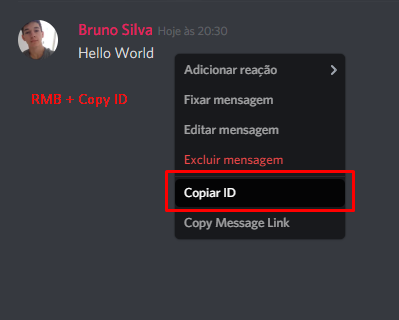 Bruno Silva Hoje às 20:30
Hello World
Adicionar reação
RMB + Copy ID
Fixar mensagem
Editar mensagem
Excluir mensagem
Copiar ID
Copy Message Link